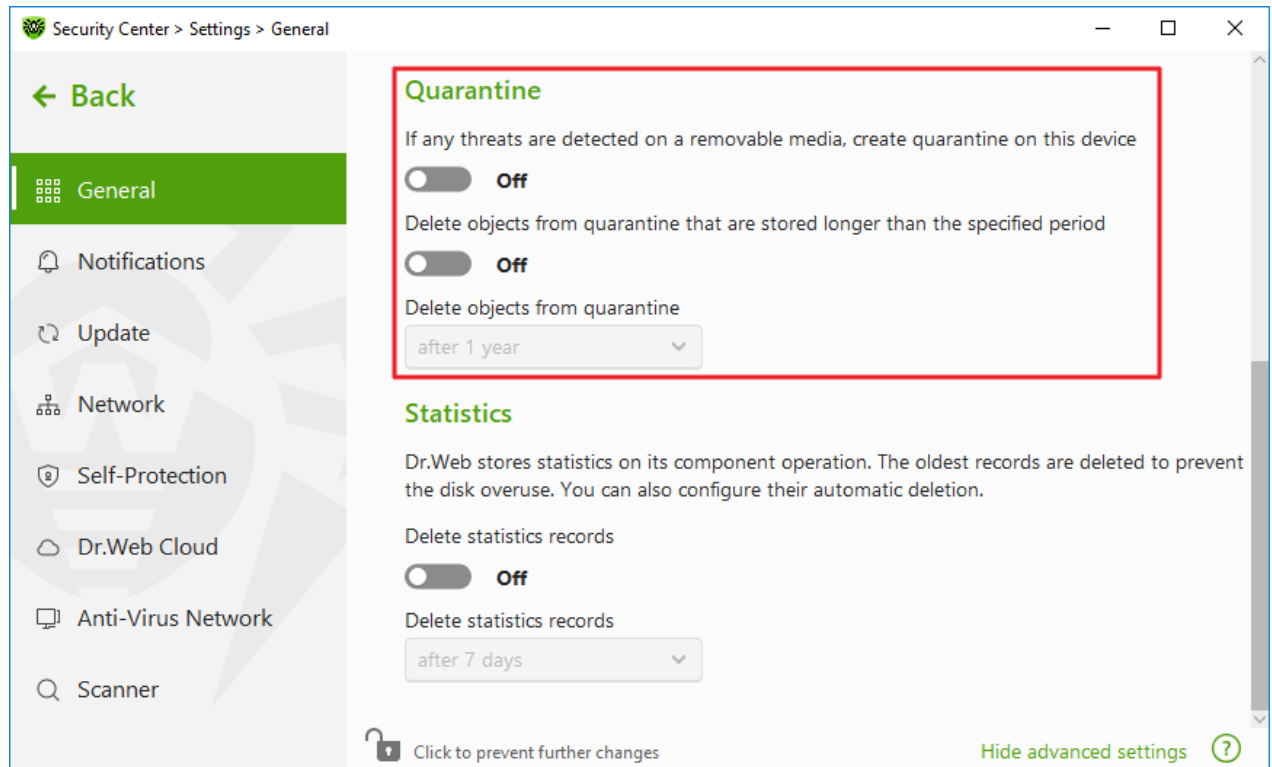 Security Center > Settings > General
Back
General
Notifications
Update
Network
Self-Protection
Dr.Web Cloud
Anti-Virus Network
Scanner
Quarantine
If any threats are detected on a removable media, create quarantine on this device
Off
Delete objects from quarantine that are stored longer than the specified period
Off
Delete objects from quarantine
after 1 year
Statistics
Dr.Web stores statistics on its component operation. The oldest records are deleted to prevent
the disk overuse. You can also configure their automatic deletion.
Delete statistics records
Off
Delete statistics records
after 7 days
Click to prevent further changes
Hide advanced settings ?